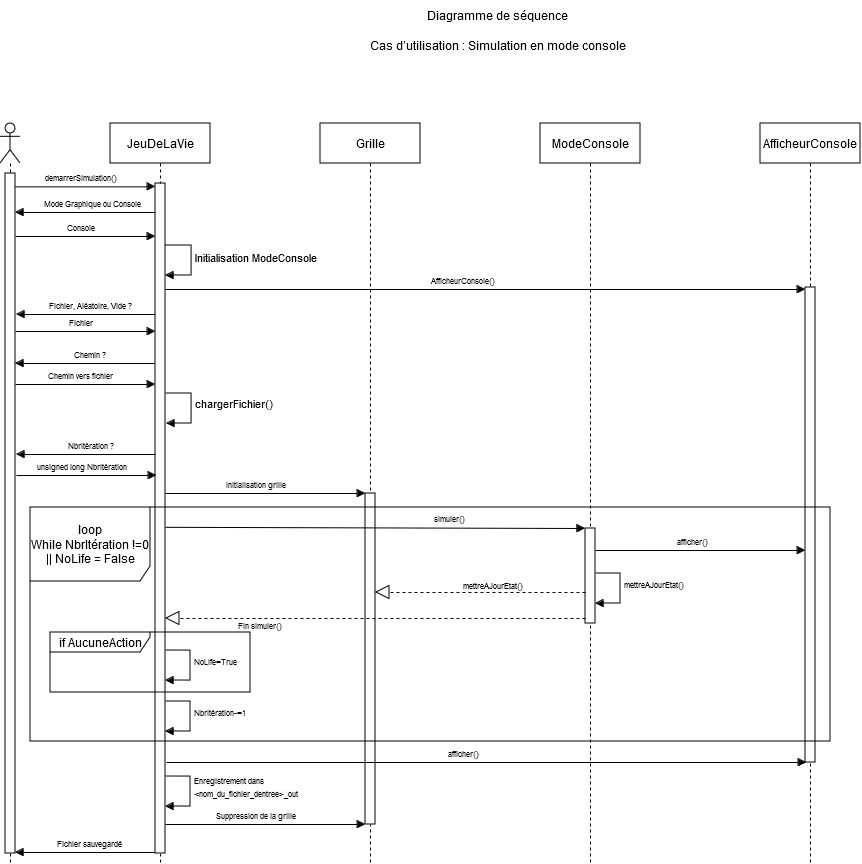 Diagramme de séquence
Cas d'utilisation : Simulation en mode console
JeuDeLaVie
Grille
ModeConsole
AfficheurConsole
demarrerSimulation()
Mode Graphique ou Console
Console
Initialisation ModeConsole
AfficheurConsole()
Fichier, Aléatoire, Vide ?
Fichier
Chemin ?
Chemin vers fichier
chargerFichier()
NbrItération ?
unsigned long NbrItération
Initialisation grille
loop
While NbrItération !=0
|| NoLife = False
simuler()
afficher()
mettreAJourEtat()
mettreAJourEtat()
Fin simuler()
if AucuneAction
NoLife=True
NbrItération-=1
afficher()
Enregistrement dans
<nom_du_fichier_dentree>_out
Suppression de la grille
Fichier sauvegardé